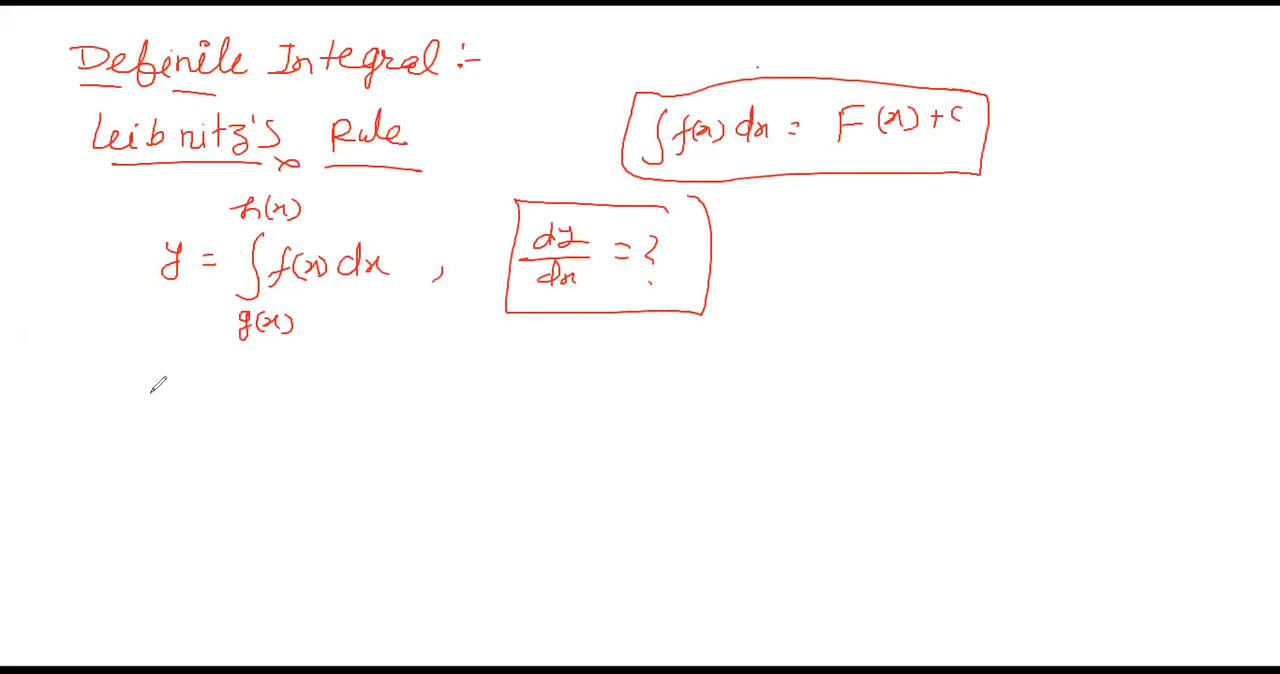 Definite Integral :-
Leibnitz's Rule
∫f(x) dx = F(x) + c
h(x)
y = ∫f(x) dx , dy/dx = ?
g(x)